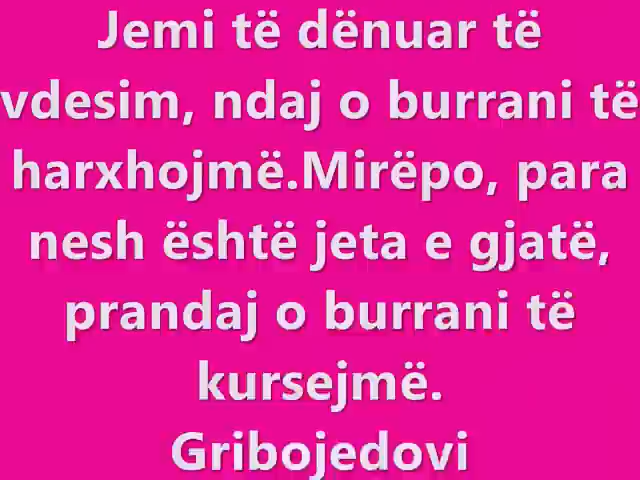 Jemi të dënuar të
vdesim, ndaj o burrani të
harxhojmë.Mirëpo, para
nesh është jeta e gjatë,
prandaj o burrani të
kursejmë.
Gribojedovi